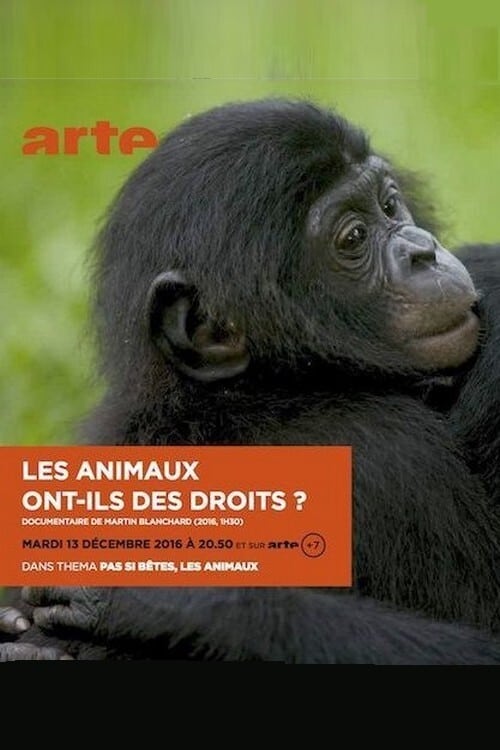 arte
LES ANIMAUX
ONT-ILS DES DROITS ?
DOCUMENTAIRE DE MARTIN BLANCHARD (2016, 1H30)
MARDI 13 DÉCEMBRE 2016 À 20.50 ET SUR arte +7
DANS THEMA PAS SI BÊTES, LES ANIMAUX